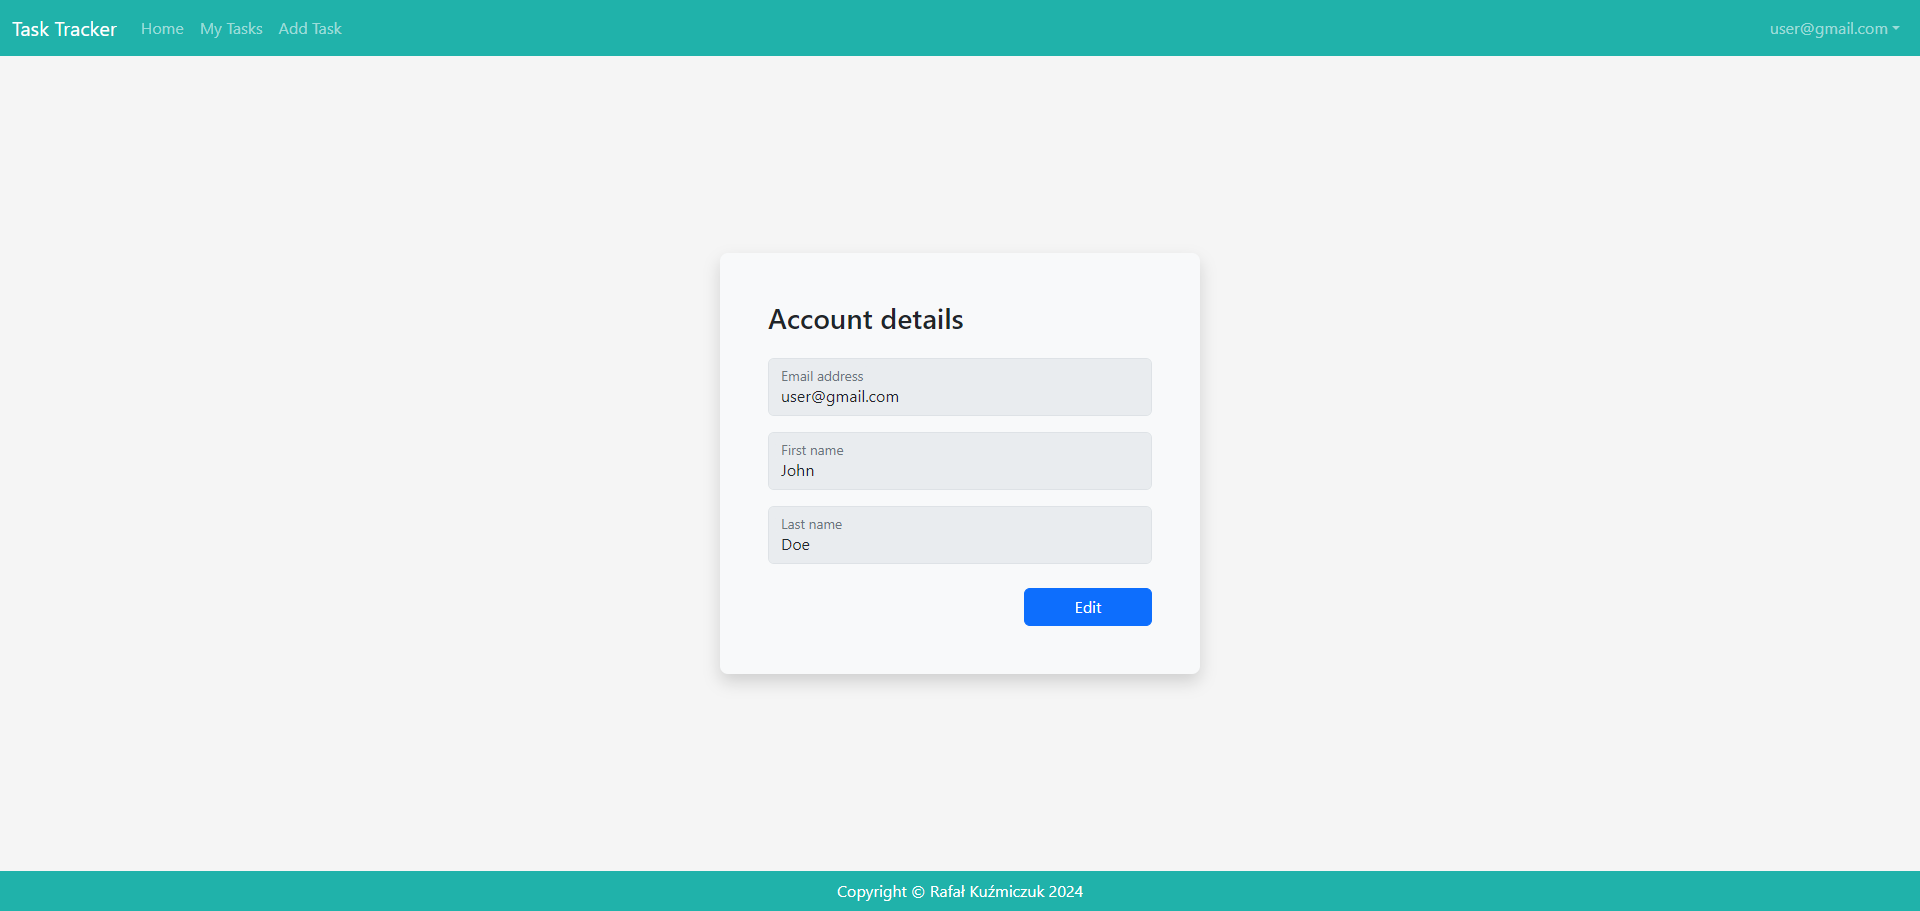 Task Tracker Home My Tasks Add Task user@gmail.com
Account details
Email address
user@gmail.com
First name
John
Last name
Doe
Edit
Copyright © Rafał Kuźmiczuk 2024